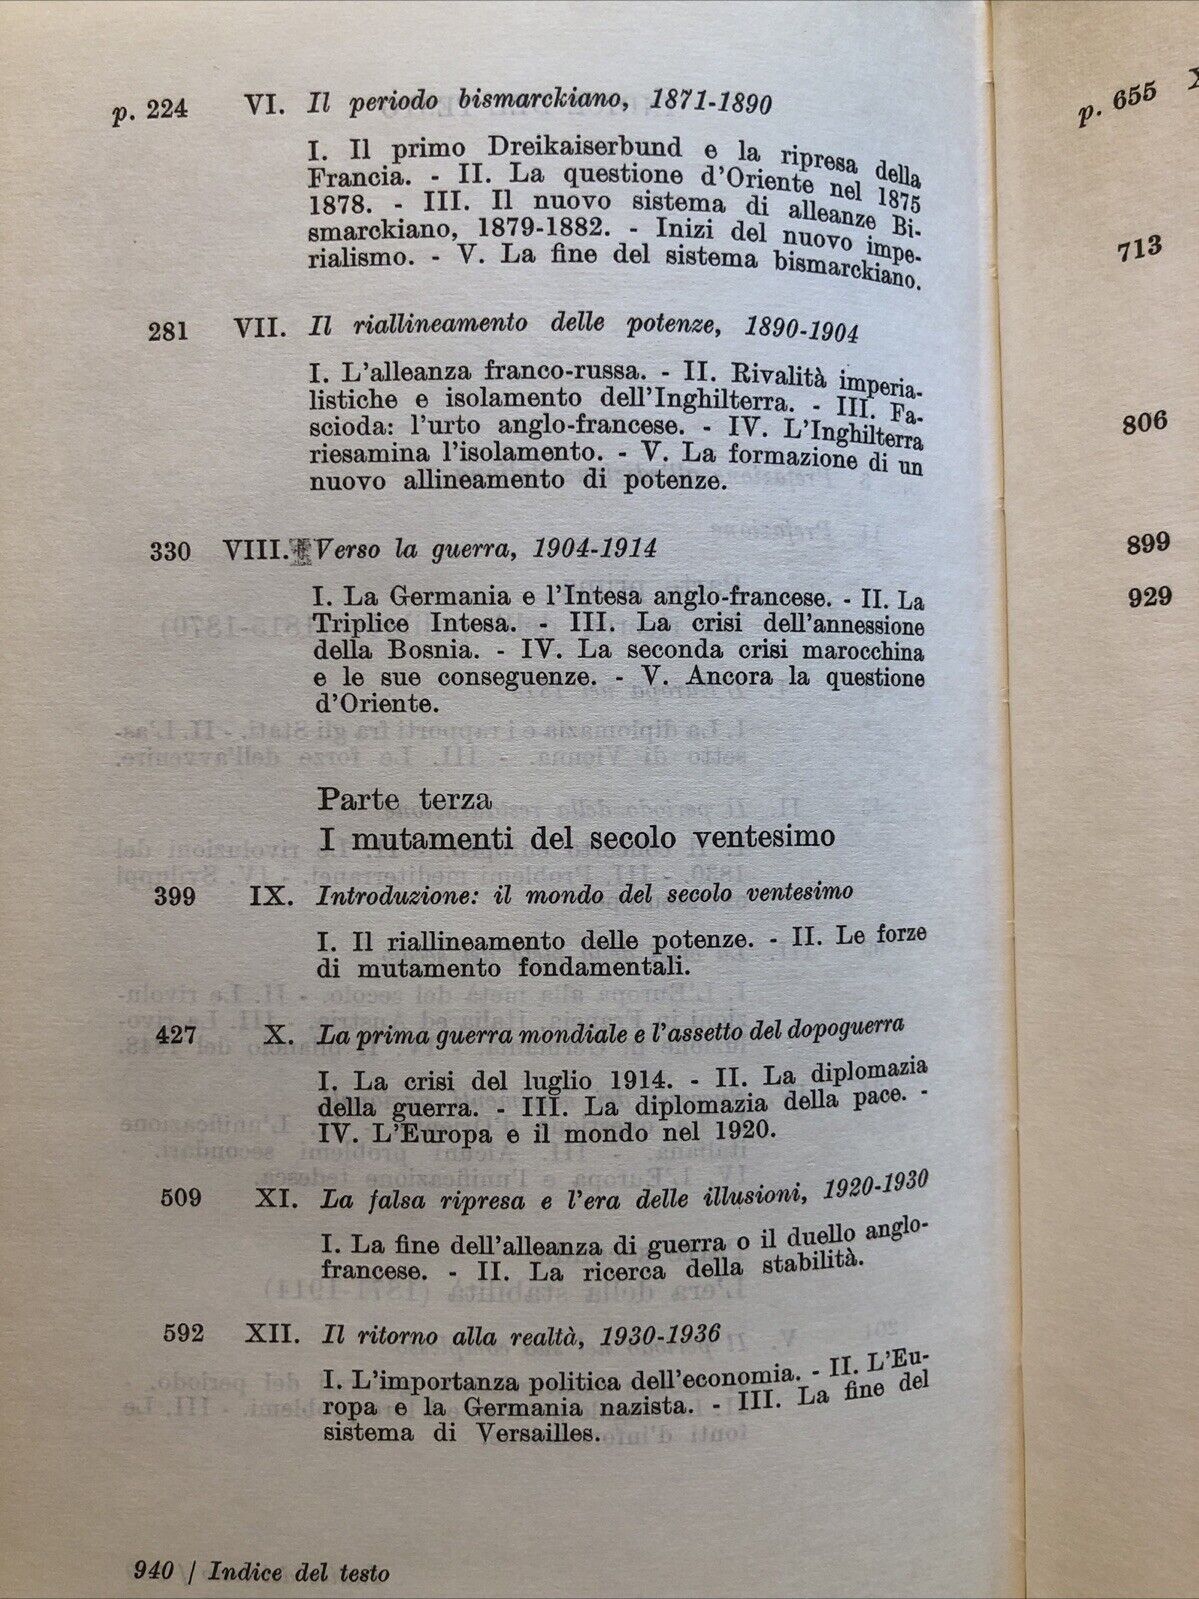 p. 224 VI. Il periodo bismarckiano, 1871-1890
I. Il primo Dreikaiserbund e la ripresa della
Francia. - II. La questione d'Oriente nel 1875
1878. - III. Il nuovo sistema di alleanze Bi-
smarckiano, 1879-1882. - Inizi del nuovo impe-
rialismo. - V. La fine del sistema bismarckiano.
281 VII. Il riallineamento delle potenze, 1890-1904
I. L'alleanza franco-russa. - II. Rivalità imperia-
listiche e isolamento dell'Inghilterra. - III. Fa-
scioda: l'urto anglo-francese. - IV. L'Inghilterra
riesamina l'isolamento. - V. La formazione di un
nuovo allineamento di potenze.
330 VIII. Verso la guerra, 1904-1914
I. La Germania e l'Intesa anglo-francese. - II. La
Triplice Intesa. - III. La crisi dell'annessione
della Bosnia. - IV. La seconda crisi marocchina
e le sue conseguenze. - V. Ancora la questione
d'Oriente.
Parte terza
I mutamenti del secolo ventesimo
399 IX. Introduzione: il mondo del secolo ventesimo
I. Il riallineamento delle potenze. - II. Le forze
di mutamento fondamentali.
427 X. La prima guerra mondiale e l'assetto del dopoguerra
I. La crisi del luglio 1914. - II. La diplomazia
della guerra. - III. La diplomazia della pace. -
IV. L'Europa e il mondo nel 1920.
509 XI. La falsa ripresa e l'era delle illusioni, 1920-1930
I. La fine dell'alleanza di guerra o il duello anglo-
francese. - II. La ricerca della stabilità.
592 XII. Il ritorno alla realtà, 1930-1936
I. L'importanza politica dell'economia. - II. L'Eu-
ropa e la Germania nazista. - III. La fine del
sistema di Versailles.
940 / Indice del testo
p. 655 X
713
806
899
929